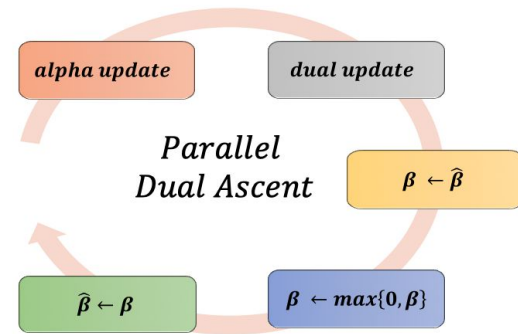 alpha update
dual update
Parallel
Dual Ascent
β ← β̂
β̂ ← β
β ← max{0, β}